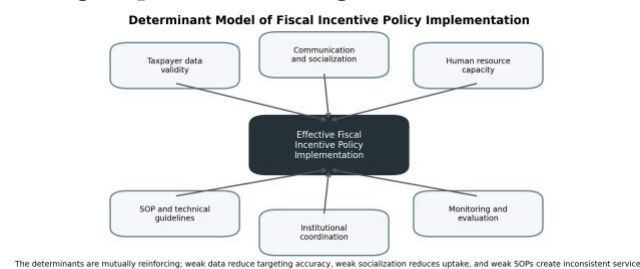 Determinant Model of Fiscal Incentive Policy Implementation
Taxpayer data
validity
Communication
and socialization
Human resource
capacity
Effective Fiscal
Incentive Policy
Implementation
SOP and technical
guidelines
Institutional
coordination
Monitoring and
evaluation
The determinants are mutually reinforcing; weak data reduce targeting accuracy, weak socialization reduces uptake, and weak SOPs create inconsistent service